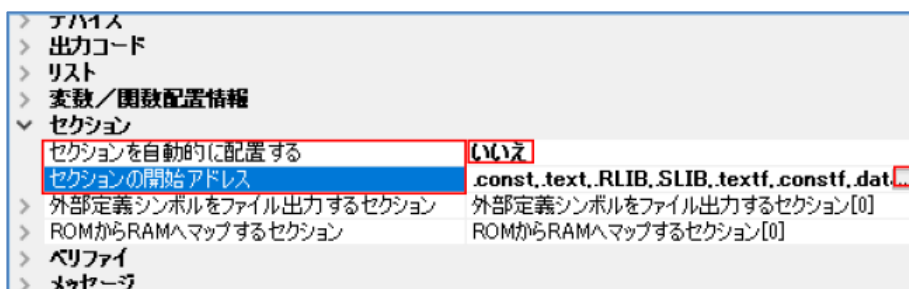 デバイス
出力コード
リスト
変数／関数配置情報
セクション
セクションを自動的に配置する いいえ
セクションの開始アドレス .const,.text,.RLIB,.SLIB,.textf,.constf,.dat ...
外部定義シンボルをファイル出力するセクション 外部定義シンボルをファイル出力するセクション[0]
ROMからRAMへマップするセクション ROMからRAMへマップするセクション[0]
ベリファイ
メッセージ